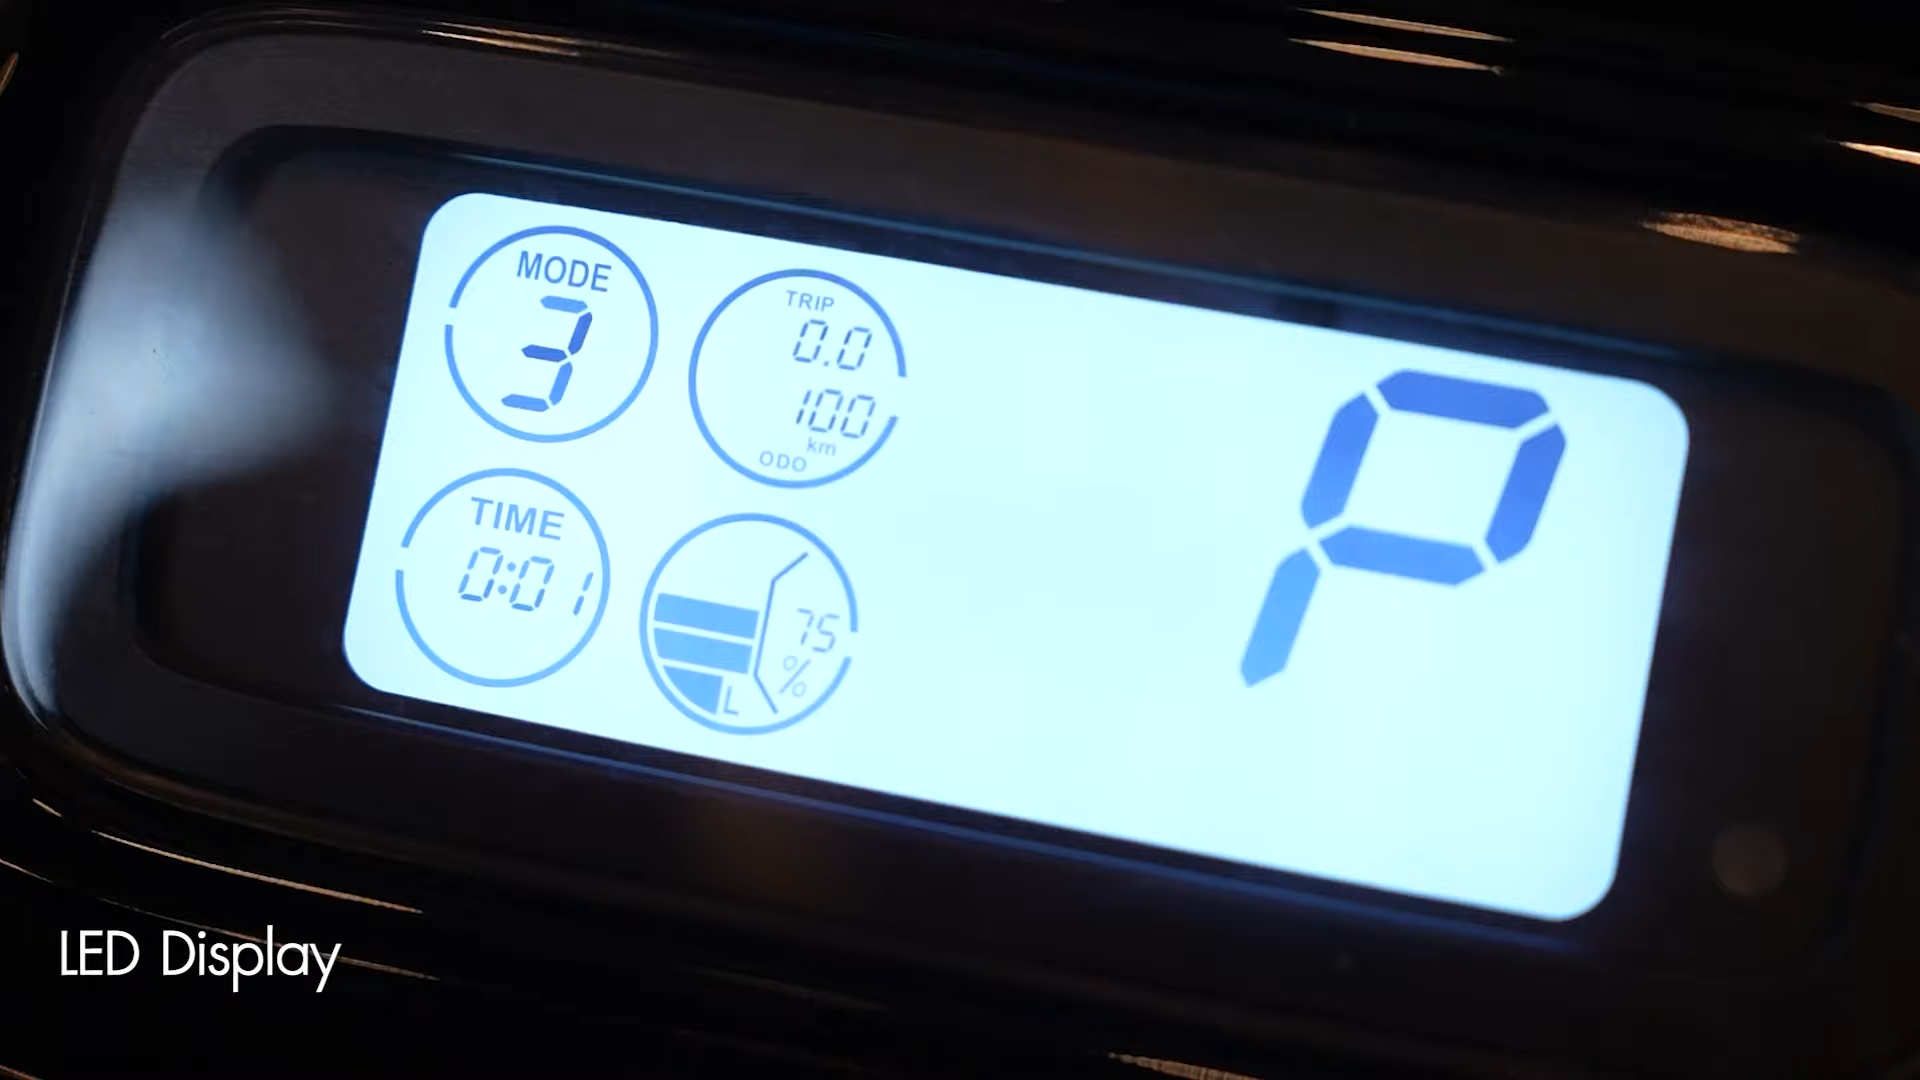 MODE
3
TRIP
0.0
100
km
ODO
TIME
0:01
75
%
L
P
LED Display